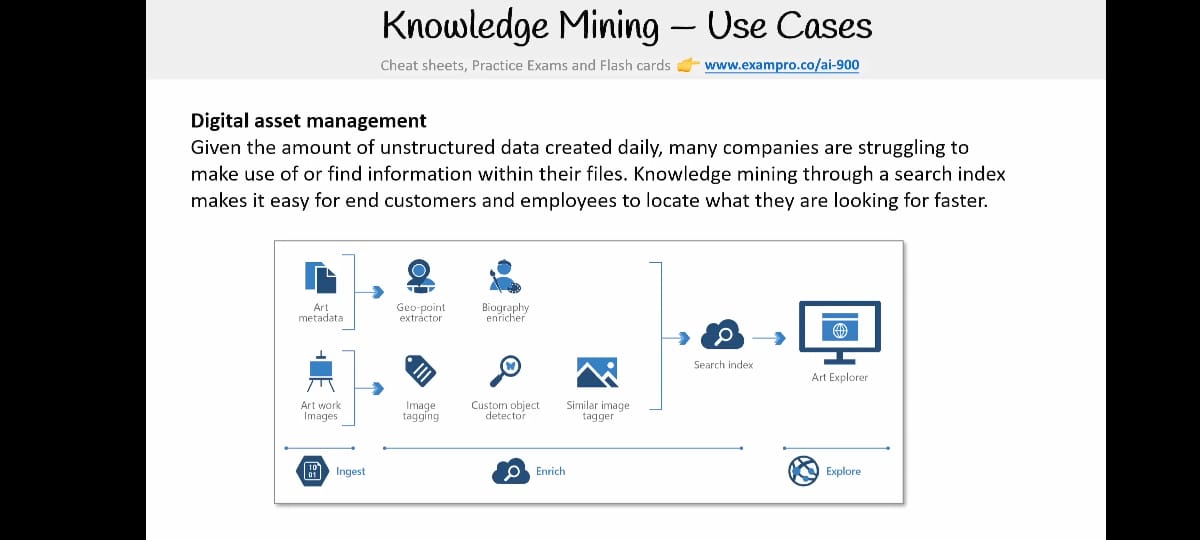 Knowledge Mining – Use Cases
Cheat sheets, Practice Exams and Flash cards 👉 www.exampro.co/ai-900
Digital asset management
Given the amount of unstructured data created daily, many companies are struggling to
make use of or find information within their files. Knowledge mining through a search index
makes it easy for end customers and employees to locate what they are looking for faster.
Art
metadata
Geo-point
extractor
Biography
enricher
Search index
Art Explorer
Art work
Images
Image
tagging
Custom object
detector
Similar image
tagger
10
01
Ingest
Enrich
Explore